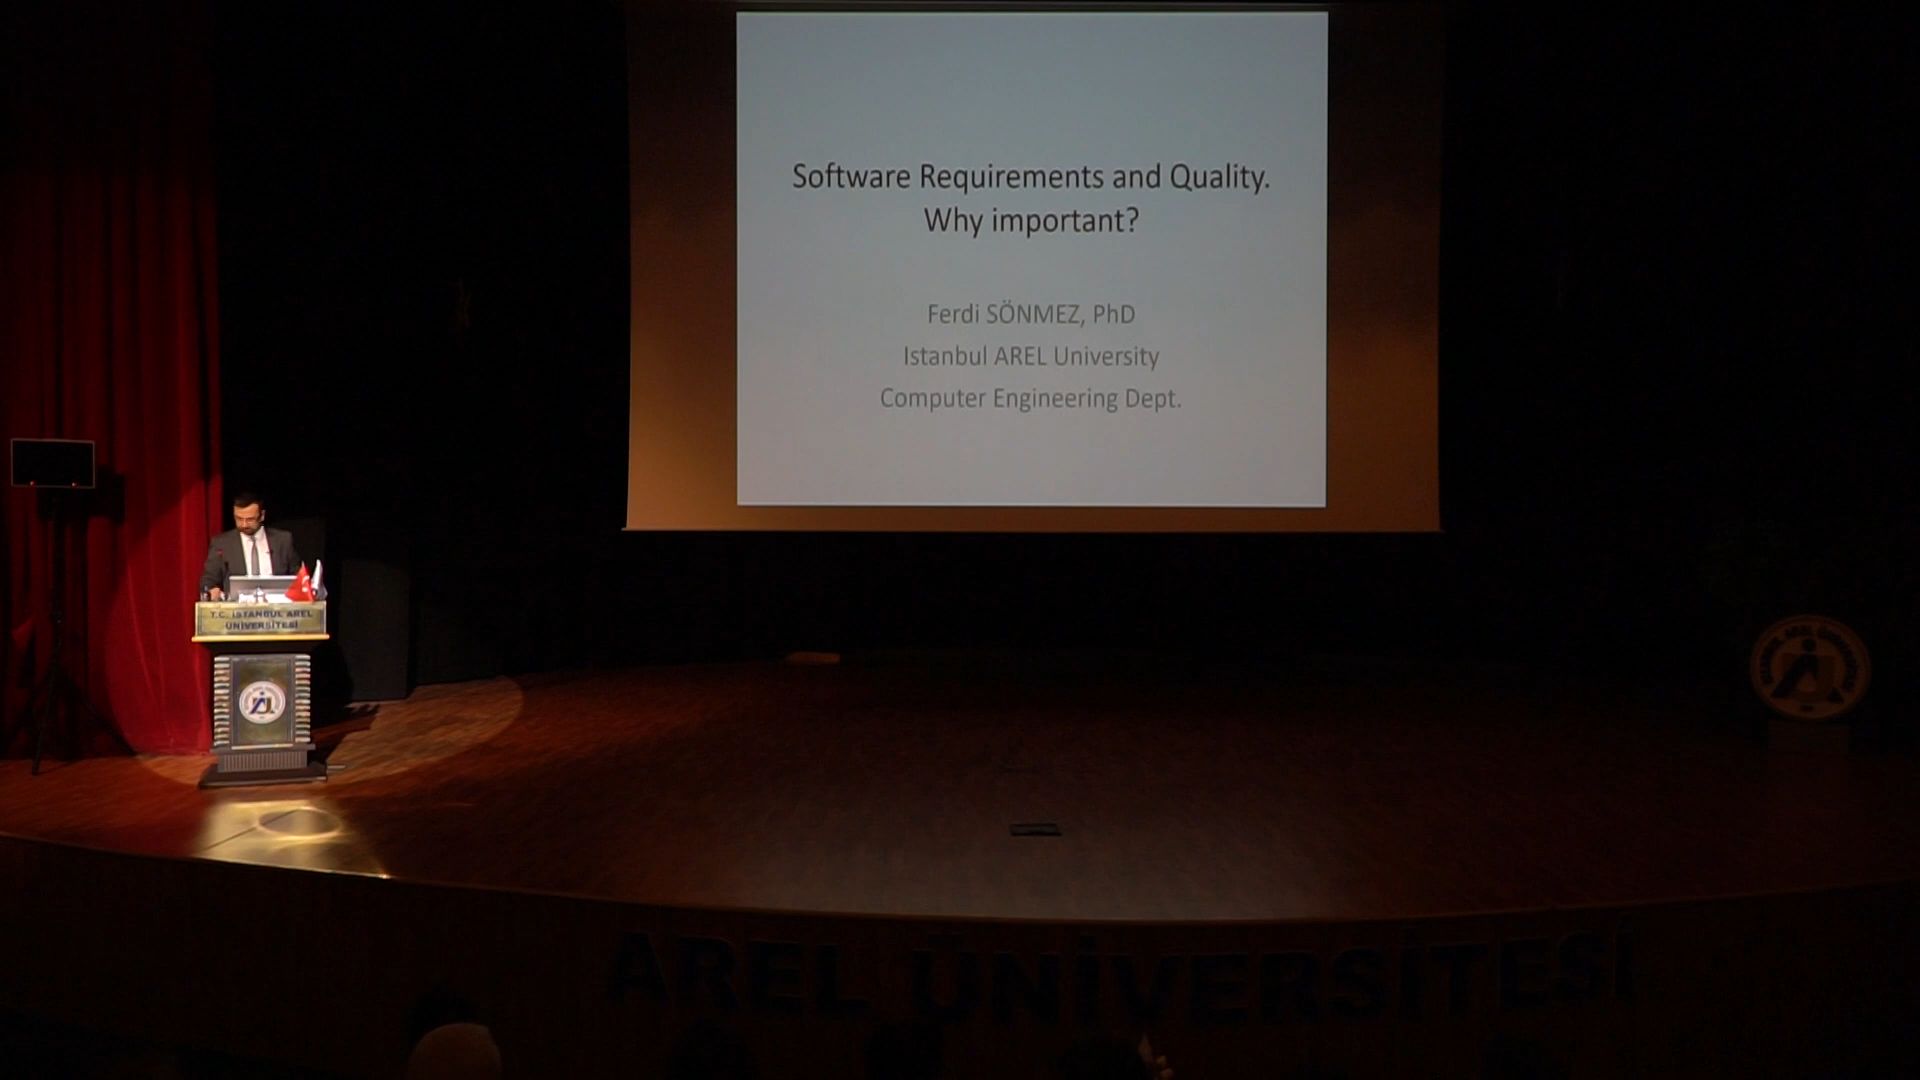 Software Requirements and Quality.
Why important?
Ferdi SÖNMEZ, PhD
Istanbul AREL University
Computer Engineering Dept.
T.C. İSTANBUL AREL
ÜNİVERSİTESİ
AREL ÜNİVERSİTESİ